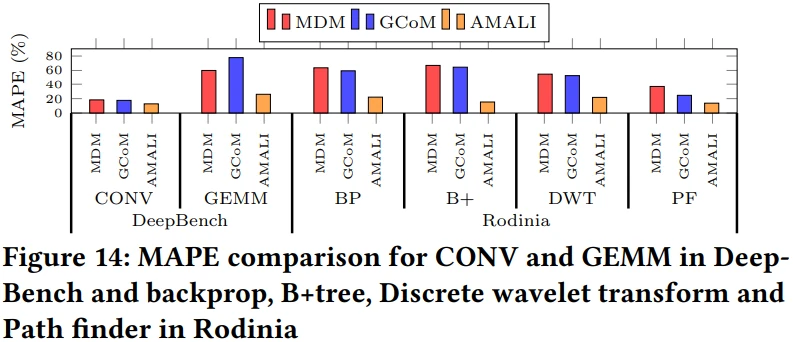 MDM GCoM AMALI
MAPE (%)
80
60
40
20
0
MDM GCoM AMALI MDM GCoM AMALI MDM GCoM AMALI MDM GCoM AMALI MDM GCoM AMALI MDM GCoM AMALI
CONV GEMM BP B+ DWT PF
DeepBench Rodinia
Figure 14: MAPE comparison for CONV and GEMM in Deep-
Bench and backprop, B+tree, Discrete wavelet transform and
Path finder in Rodinia